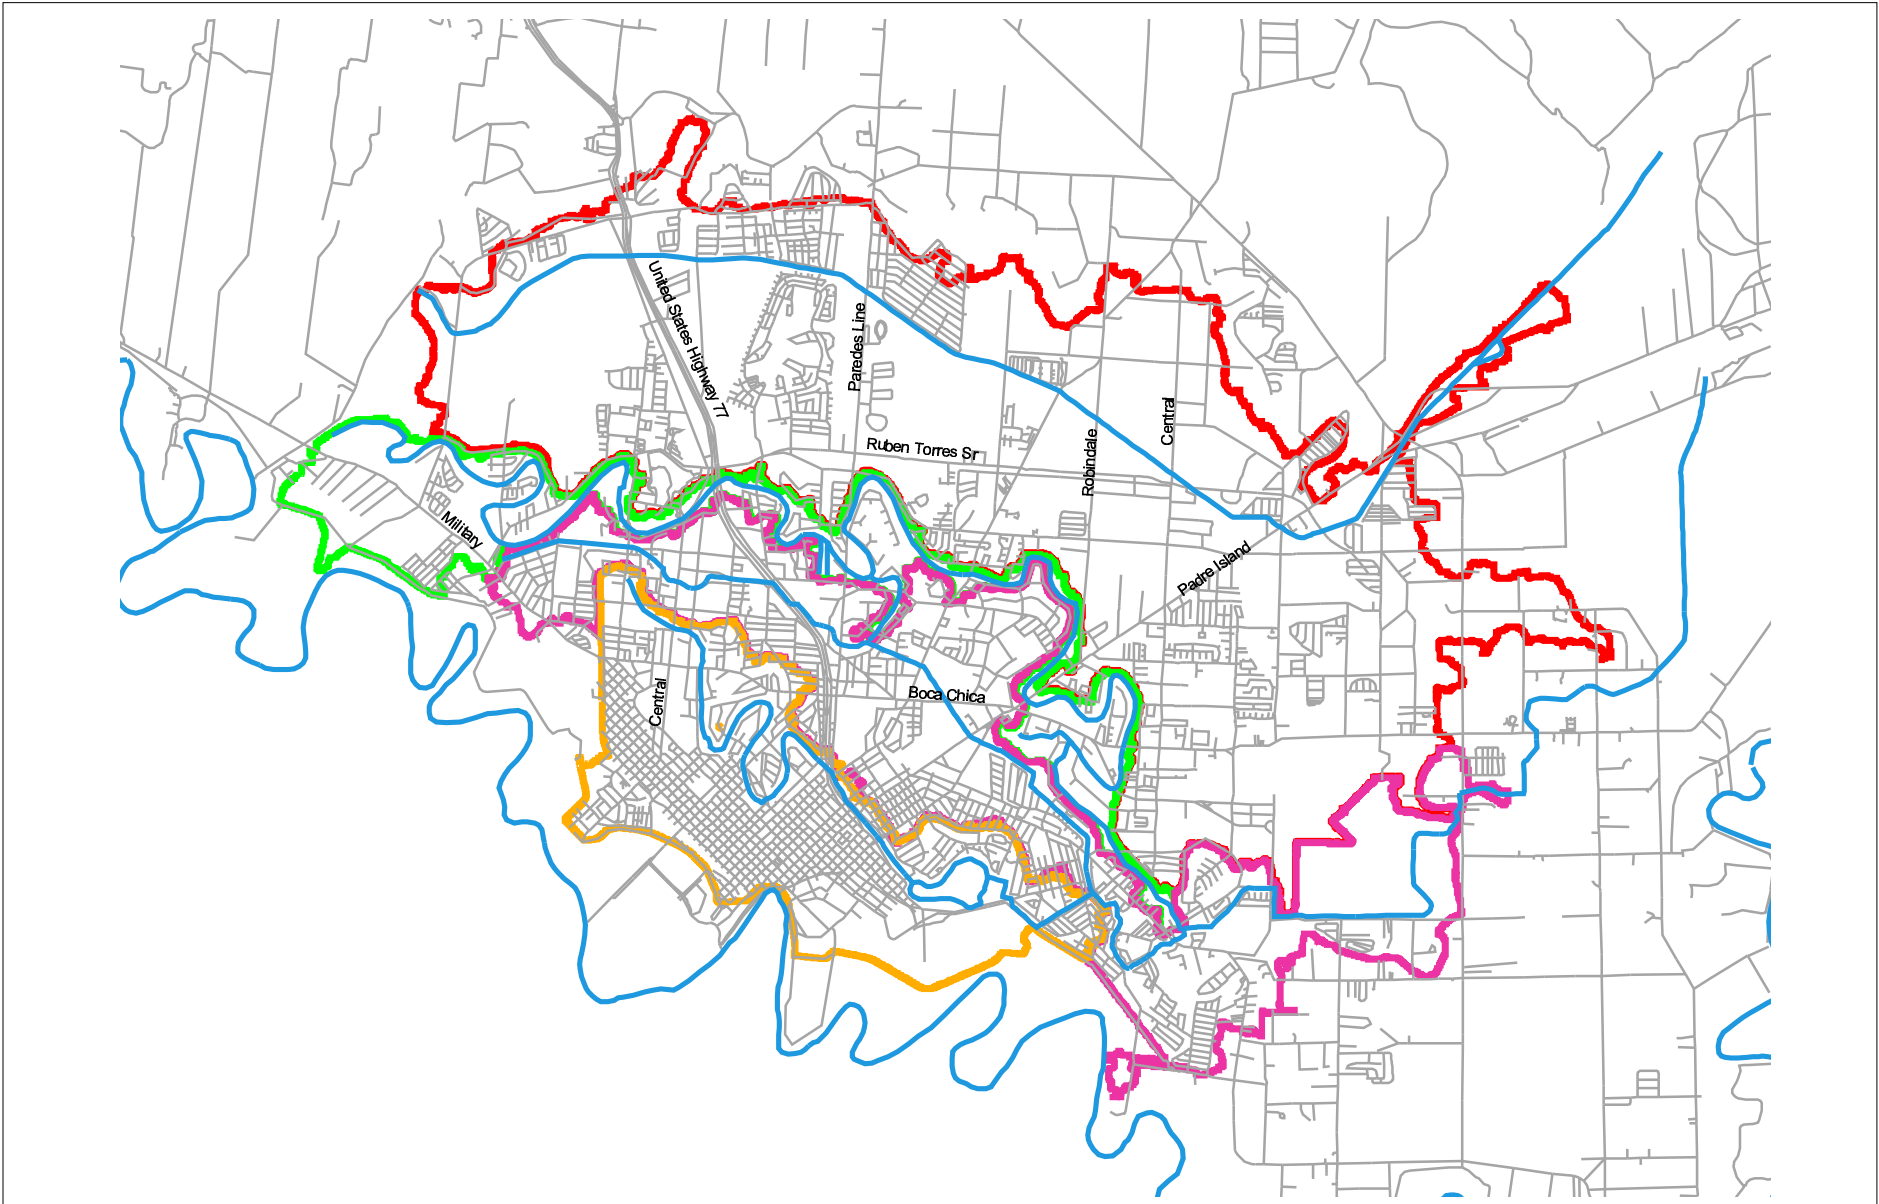 United States Highway 77
Paredes Line
Central
Robindale
Ruben Torres Sr
Military
Padre Island
Central
Boca Chica